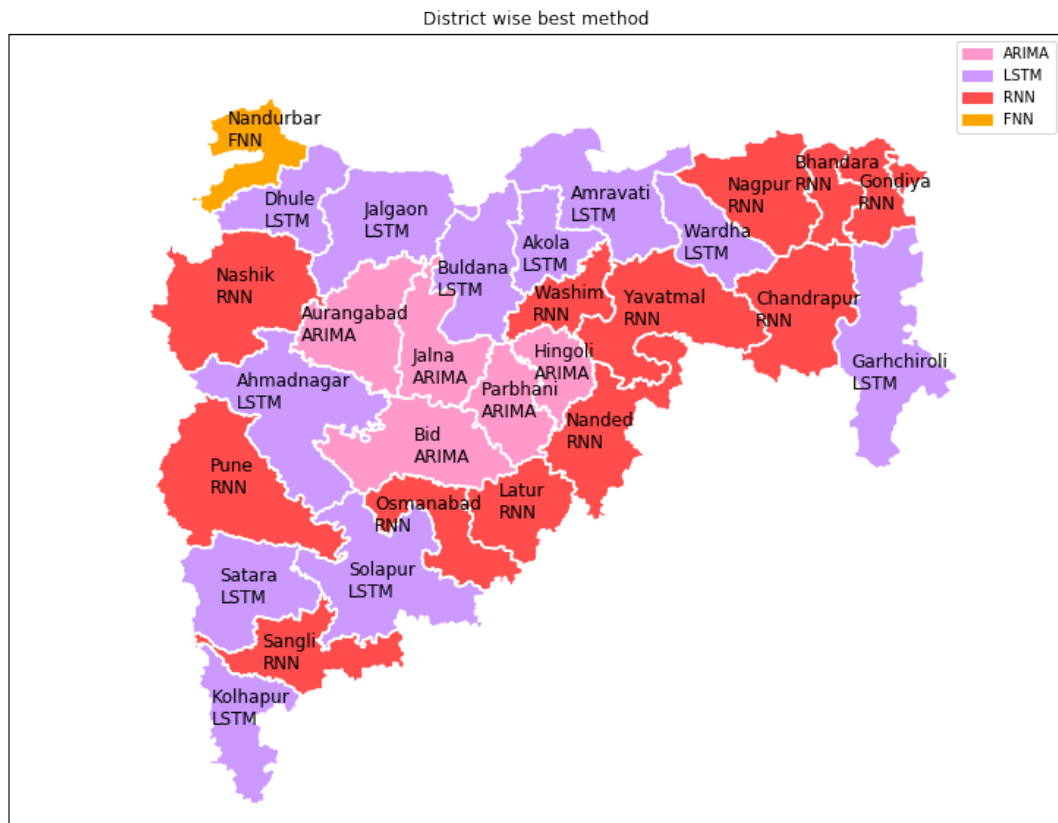 District wise best method
ARIMA
LSTM
RNN
FNN
Nandurbar
FNN
Dhule
LSTM
Jalgaon
LSTM
Buldana
LSTM
Akola
LSTM
Amravati
LSTM
Wardha
LSTM
Nagpur
RNN
Bhandara
RNN
Gondiya
RNN
Nashik
RNN
Aurangabad
ARIMA
Jalna
ARIMA
Washim
RNN
Yavatmal
RNN
Chandrapur
RNN
Garhchiroli
LSTM
Ahmadnagar
LSTM
Parbhani
ARIMA
Hingoli
ARIMA
Nanded
RNN
Pune
RNN
Bid
ARIMA
Osmanabad
RNN
Latur
RNN
Satara
LSTM
Solapur
LSTM
Sangli
RNN
Kolhapur
LSTM